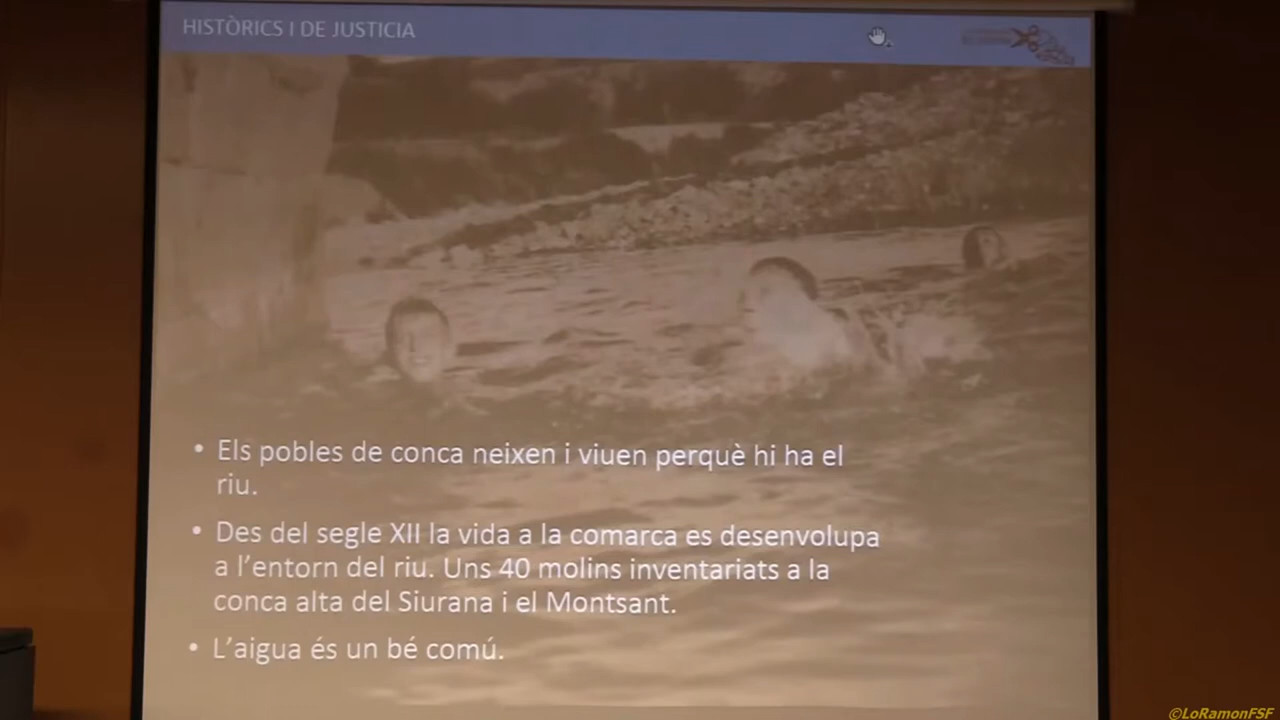 HISTÒRICS I DE JUSTICIA
• Els pobles de conca neixen i viuen perquè hi ha el
riu.
• Des del segle XII la vida a la comarca es desenvolupa
a l'entorn del riu. Uns 40 molins inventariats a la
conca alta del Siurana i el Montsant.
• L'aigua és un bé comú.
©LoRamonFSF